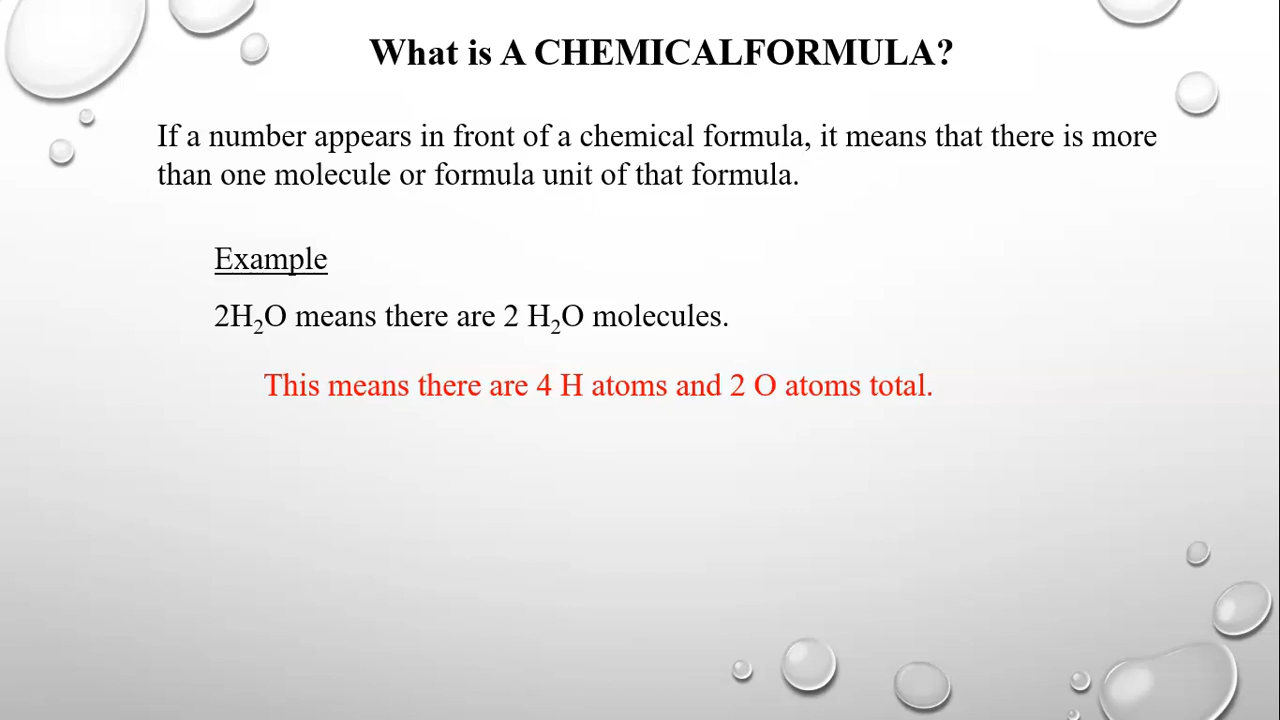 What is A CHEMICALFORMULA?
If a number appears in front of a chemical formula, it means that there is more
than one molecule or formula unit of that formula.
Example
2H₂O means there are 2 H₂O molecules.
This means there are 4 H atoms and 2 O atoms total.